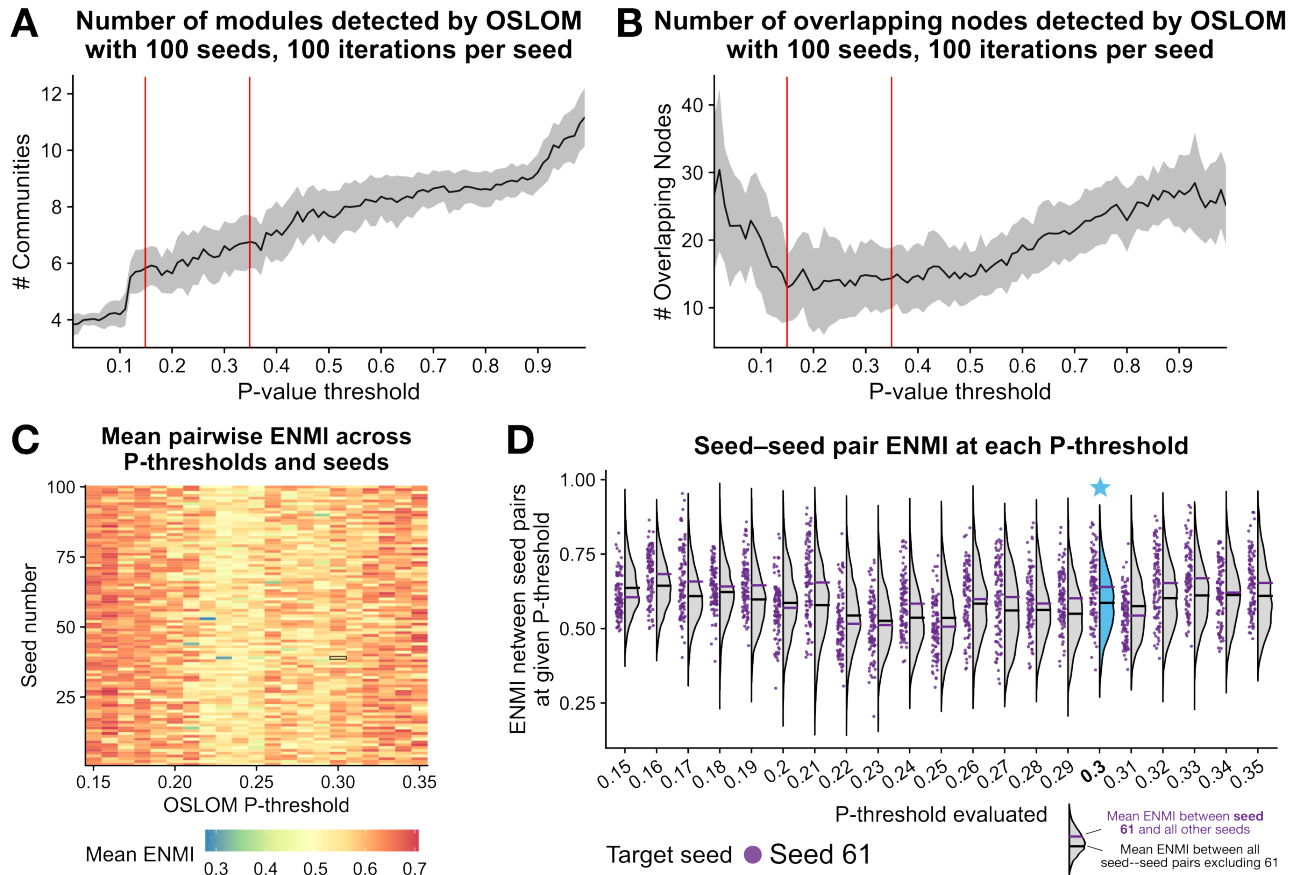 A
Number of modules detected by OSLOM
with 100 seeds, 100 iterations per seed
# Communities
12
10
8
6
4
0.1 0.2 0.3 0.4 0.5 0.6 0.7 0.8 0.9
P-value threshold
B
Number of overlapping nodes detected by OSLOM
with 100 seeds, 100 iterations per seed
# Overlapping Nodes
40
30
20
10
0.1 0.2 0.3 0.4 0.5 0.6 0.7 0.8 0.9
P-value threshold
C
Mean pairwise ENMI across
P-thresholds and seeds
Seed number
100
75
50
25
0.15 0.20 0.25 0.30 0.35
OSLOM P-threshold
Mean ENMI
0.3 0.4 0.5 0.6 0.7
D
Seed–seed pair ENMI at each P-threshold
ENMI netween seed pairs
at given P-threshold
1.00
0.75
0.50
0.25
0.15 0.16 0.17 0.18 0.19 0.2 0.21 0.22 0.23 0.24 0.25 0.26 0.27 0.28 0.29 0.3 0.31 0.32 0.33 0.34 0.35
P-threshold evaluated
Target seed Seed 61
Mean ENMI between seed
61 and all other seeds
Mean ENMI between all
seed--seed pairs excluding 61